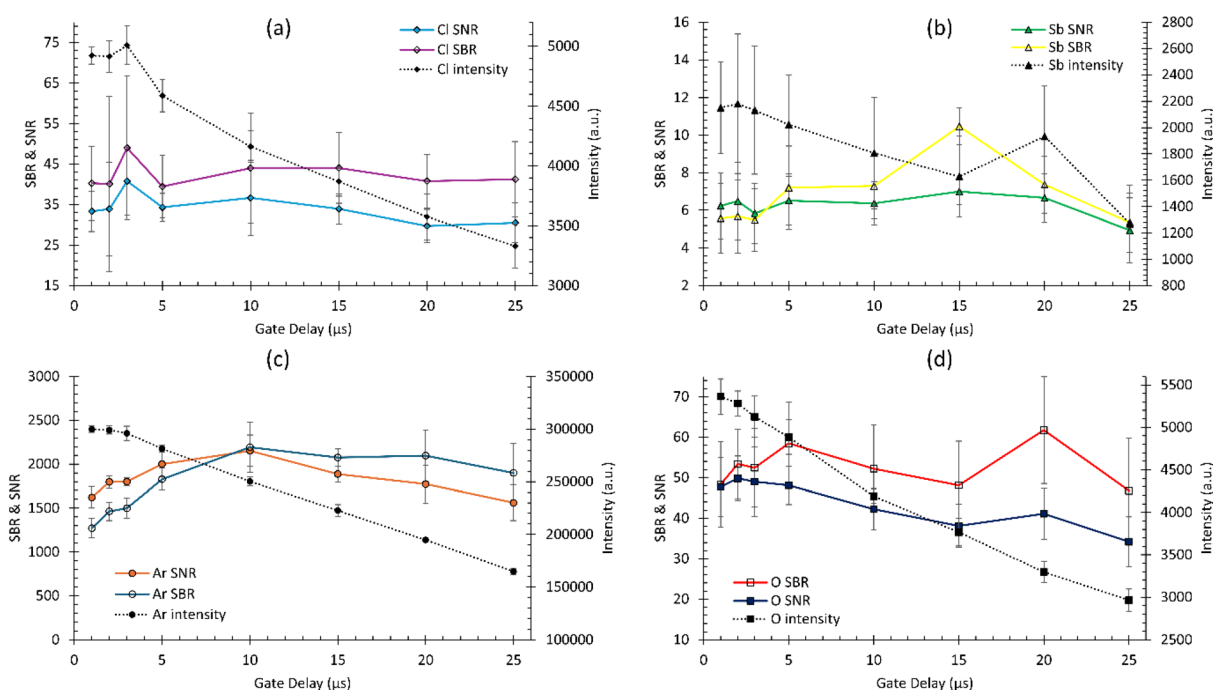 (a)
Cl SNR
Cl SBR
Cl intensity
75
65
55
45
35
25
15
SBR & SNR
5000
4500
4000
3500
3000
Intensity (a.u.)
0 5 10 15 20 25
Gate Delay (μs)
(b)
Sb SNR
Sb SBR
Sb intensity
16
14
12
10
8
6
4
2
SBR & SNR
2800
2600
2400
2200
2000
1800
1600
1400
1200
1000
800
Intensity (a.u.)
0 5 10 15 20 25
Gate Delay (μs)
(c)
3000
2500
2000
1500
1000
500
0
SBR & SNR
Ar SNR
Ar SBR
Ar intensity
350000
300000
250000
200000
150000
100000
Intensity (a.u.)
0 5 10 15 20 25
Gate Delay (μs)
(d)
70
60
50
40
30
20
10
SBR & SNR
O SBR
O SNR
O intensity
5500
5000
4500
4000
3500
3000
2500
Intensity (a.u.)
0 5 10 15 20 25
Gate Delay (μs)